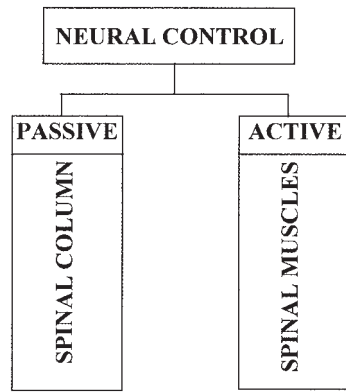 NEURAL CONTROL
PASSIVE
ACTIVE
SPINAL COLUMN
SPINAL MUSCLES